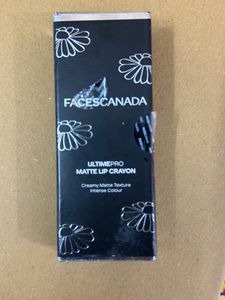 FACESCANADA
ULTIMEPRO
MATTE LIP CRAYON
Creamy Matte Texture
Intense Colour